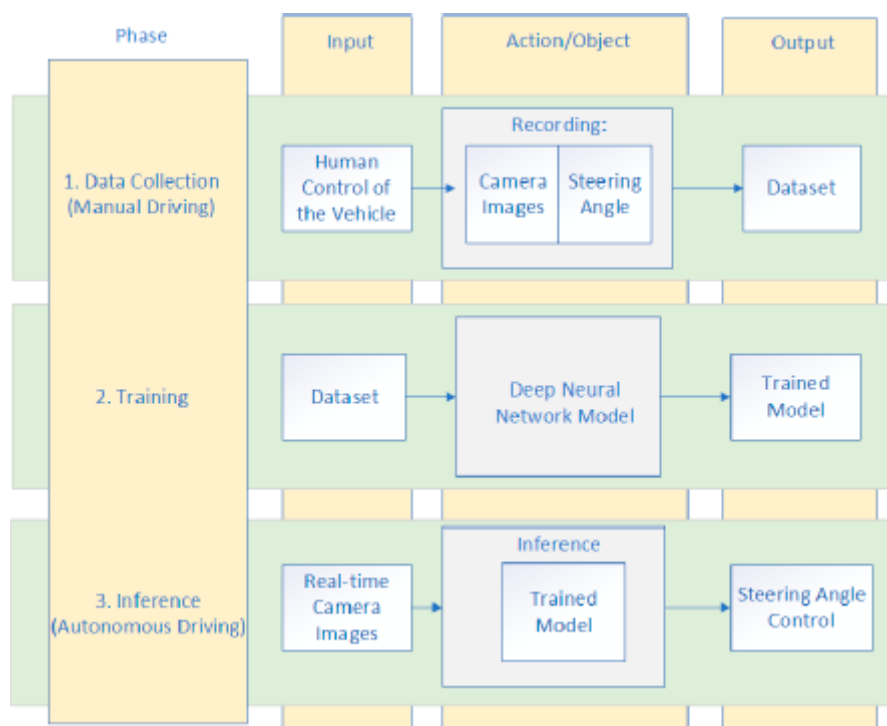 Phase
Input
Action/Object
Output
1. Data Collection
(Manual Driving)
Human
Control of
the Vehicle
Recording:
Camera
Images
Steering
Angle
Dataset
2. Training
Dataset
Deep Neural
Network Model
Trained
Model
3. Inference
(Autonomous Driving)
Real-time
Camera
Images
Inference
Trained
Model
Steering Angle
Control